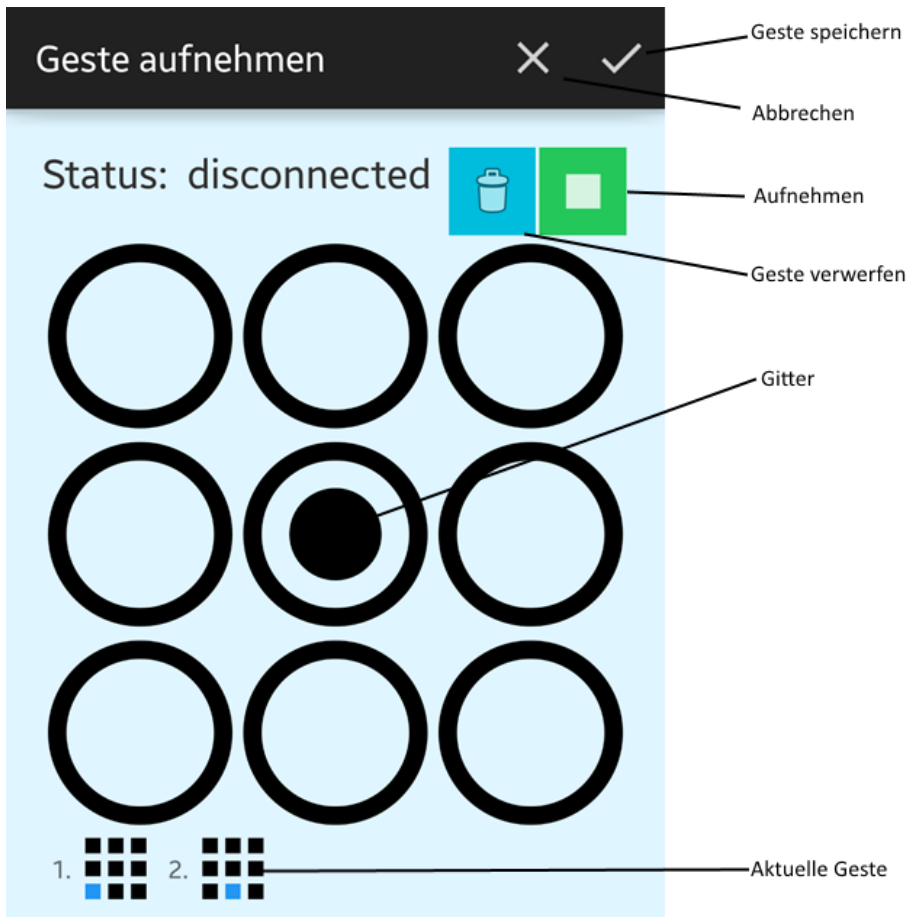 Geste aufnehmen
Geste speichern
Abbrechen
Status: disconnected
Aufnehmen
Geste verwerfen
Gitter
1. 2.
Aktuelle Geste